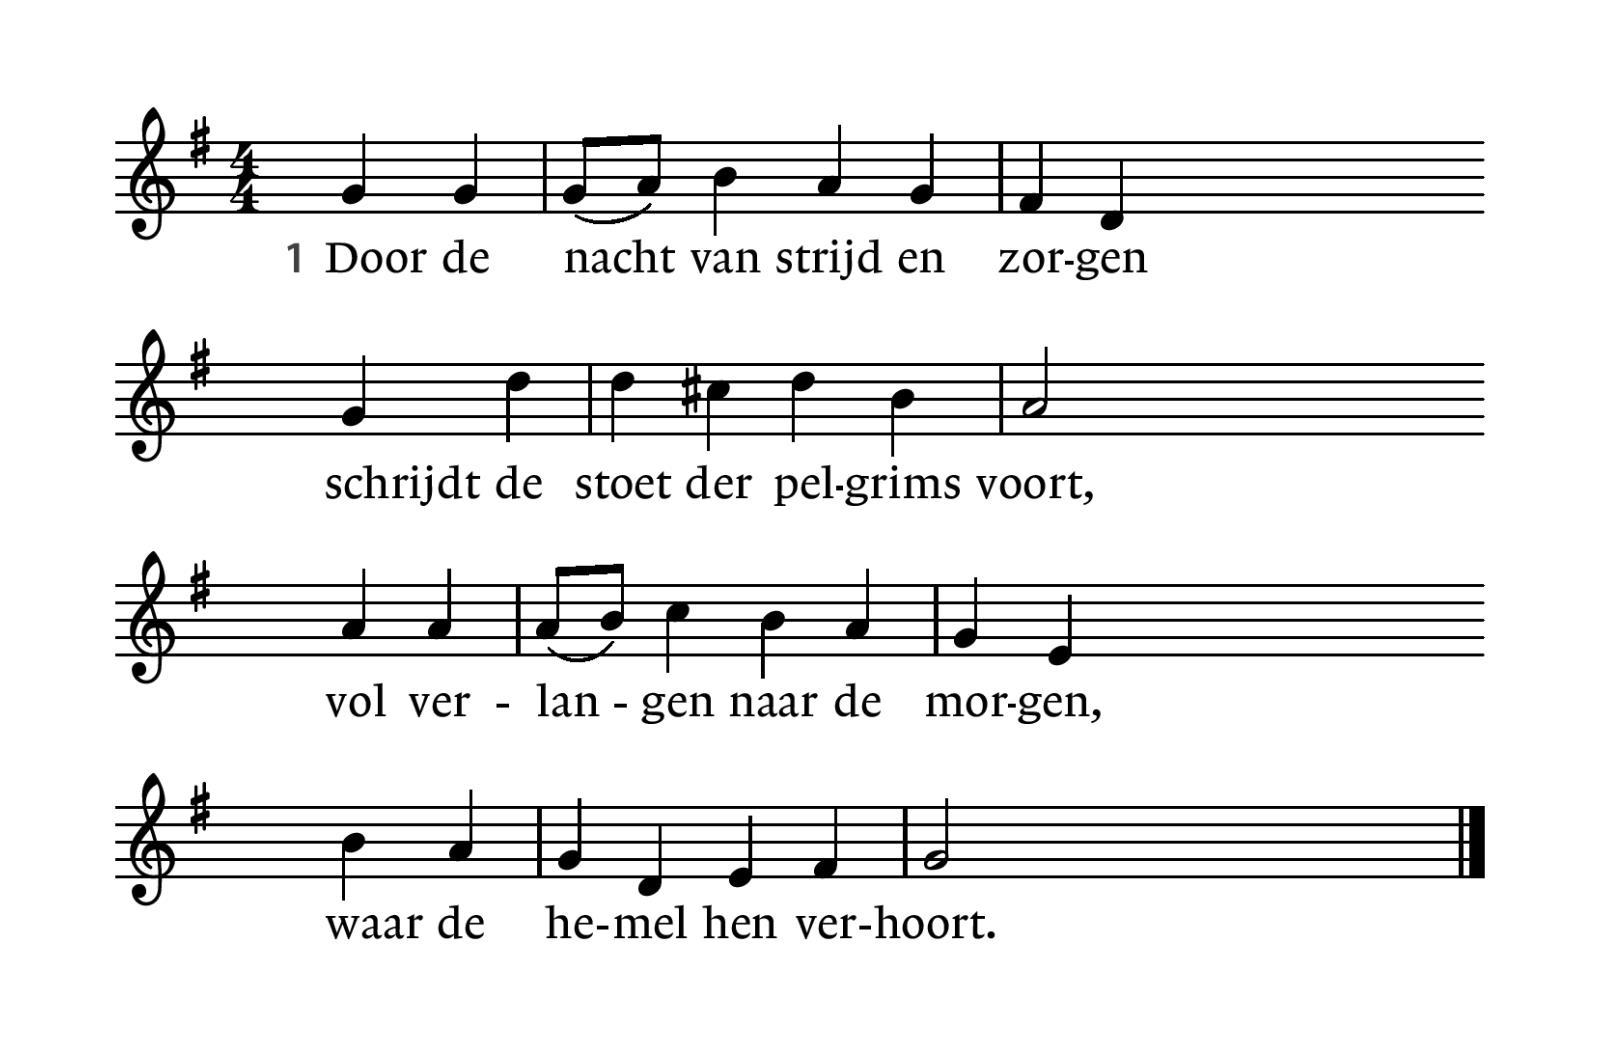 1 Door de nacht van strijd en zor-gen
schrijdt de stoet der pel-grims voort,
vol ver - lan - gen naar de mor-gen,
waar de he-mel hen ver-hoort.